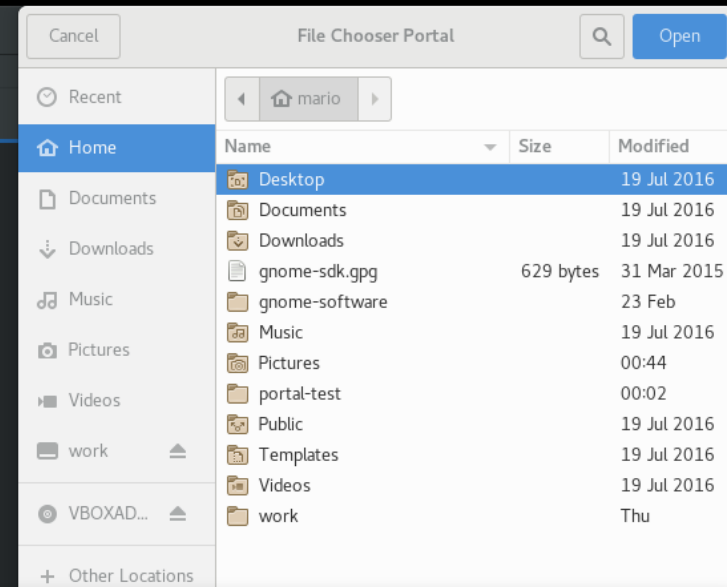 Cancel File Chooser Portal Open
Recent
Home
Documents
Downloads
Music
Pictures
Videos
work
VBOXAD...
Other Locations
mario
Name Size Modified
Desktop 19 Jul 2016
Documents 19 Jul 2016
Downloads 19 Jul 2016
gnome-sdk.gpg 629 bytes 31 Mar 2015
gnome-software 23 Feb
Music 19 Jul 2016
Pictures 00:44
portal-test 00:02
Public 19 Jul 2016
Templates 19 Jul 2016
Videos 19 Jul 2016
work Thu